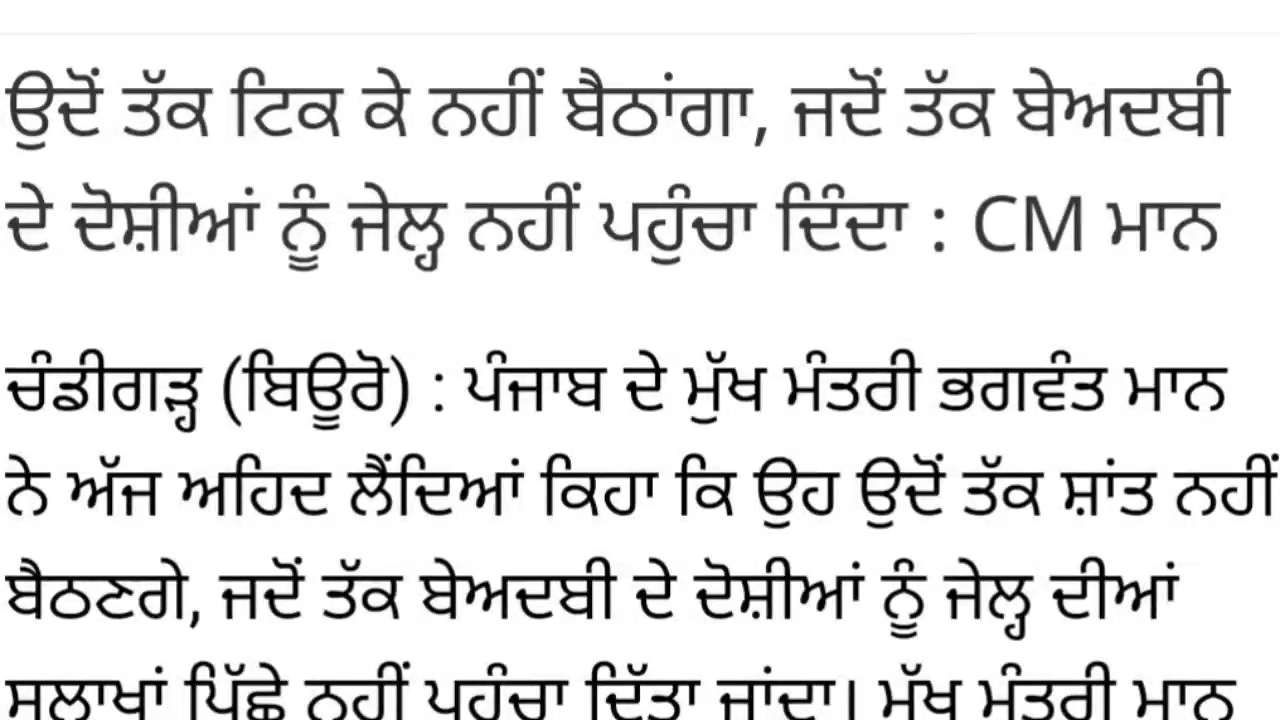 ਉਦੋਂ ਤੱਕ ਟਿਕ ਕੇ ਨਹੀਂ ਬੈਠਾਂਗਾ, ਜਦੋਂ ਤੱਕ ਬੇਅਦਬੀ
ਦੇ ਦੋਸ਼ੀਆਂ ਨੂੰ ਜੇਲ੍ਹ ਨਹੀਂ ਪਹੁੰਚਾ ਦਿੰਦਾ : CM ਮਾਨ
ਚੰਡੀਗੜ੍ਹ (ਬਿਊਰੋ) : ਪੰਜਾਬ ਦੇ ਮੁੱਖ ਮੰਤਰੀ ਭਗਵੰਤ ਮਾਨ
ਨੇ ਅੱਜ ਅਹਿਦ ਲੈਂਦਿਆਂ ਕਿਹਾ ਕਿ ਉਹ ਉਦੋਂ ਤੱਕ ਸ਼ਾਂਤ ਨਹੀਂ
ਬੈਠਣਗੇ, ਜਦੋਂ ਤੱਕ ਬੇਅਦਬੀ ਦੇ ਦੋਸ਼ੀਆਂ ਨੂੰ ਜੇਲ੍ਹ ਦੀਆਂ
ਸਲਾਖਾਂ ਪਿੱਛੇ ਨਹੀਂ ਪਹੁੰਚਾ ਦਿੱਤਾ ਜਾਂਦਾ। ਮੁੱਖ ਮੰਤਰੀ ਮਾਨ